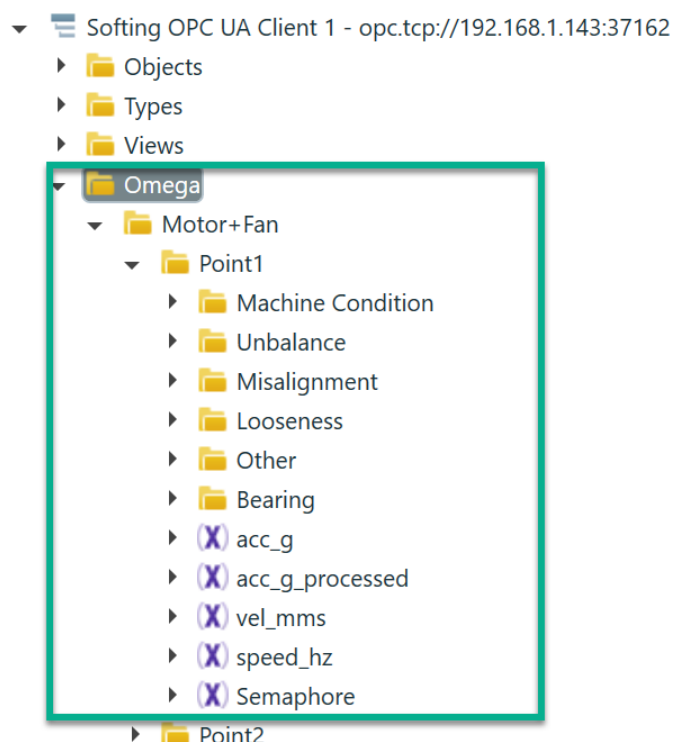 Softing OPC UA Client 1 - opc.tcp://192.168.1.143:37162
Objects
Types
Views
Omega
Motor+Fan
Point1
Machine Condition
Unbalance
Misalignment
Looseness
Other
Bearing
(X) acc_g
(X) acc_g_processed
(X) vel_mms
(X) speed_hz
(X) Semaphore
Point2